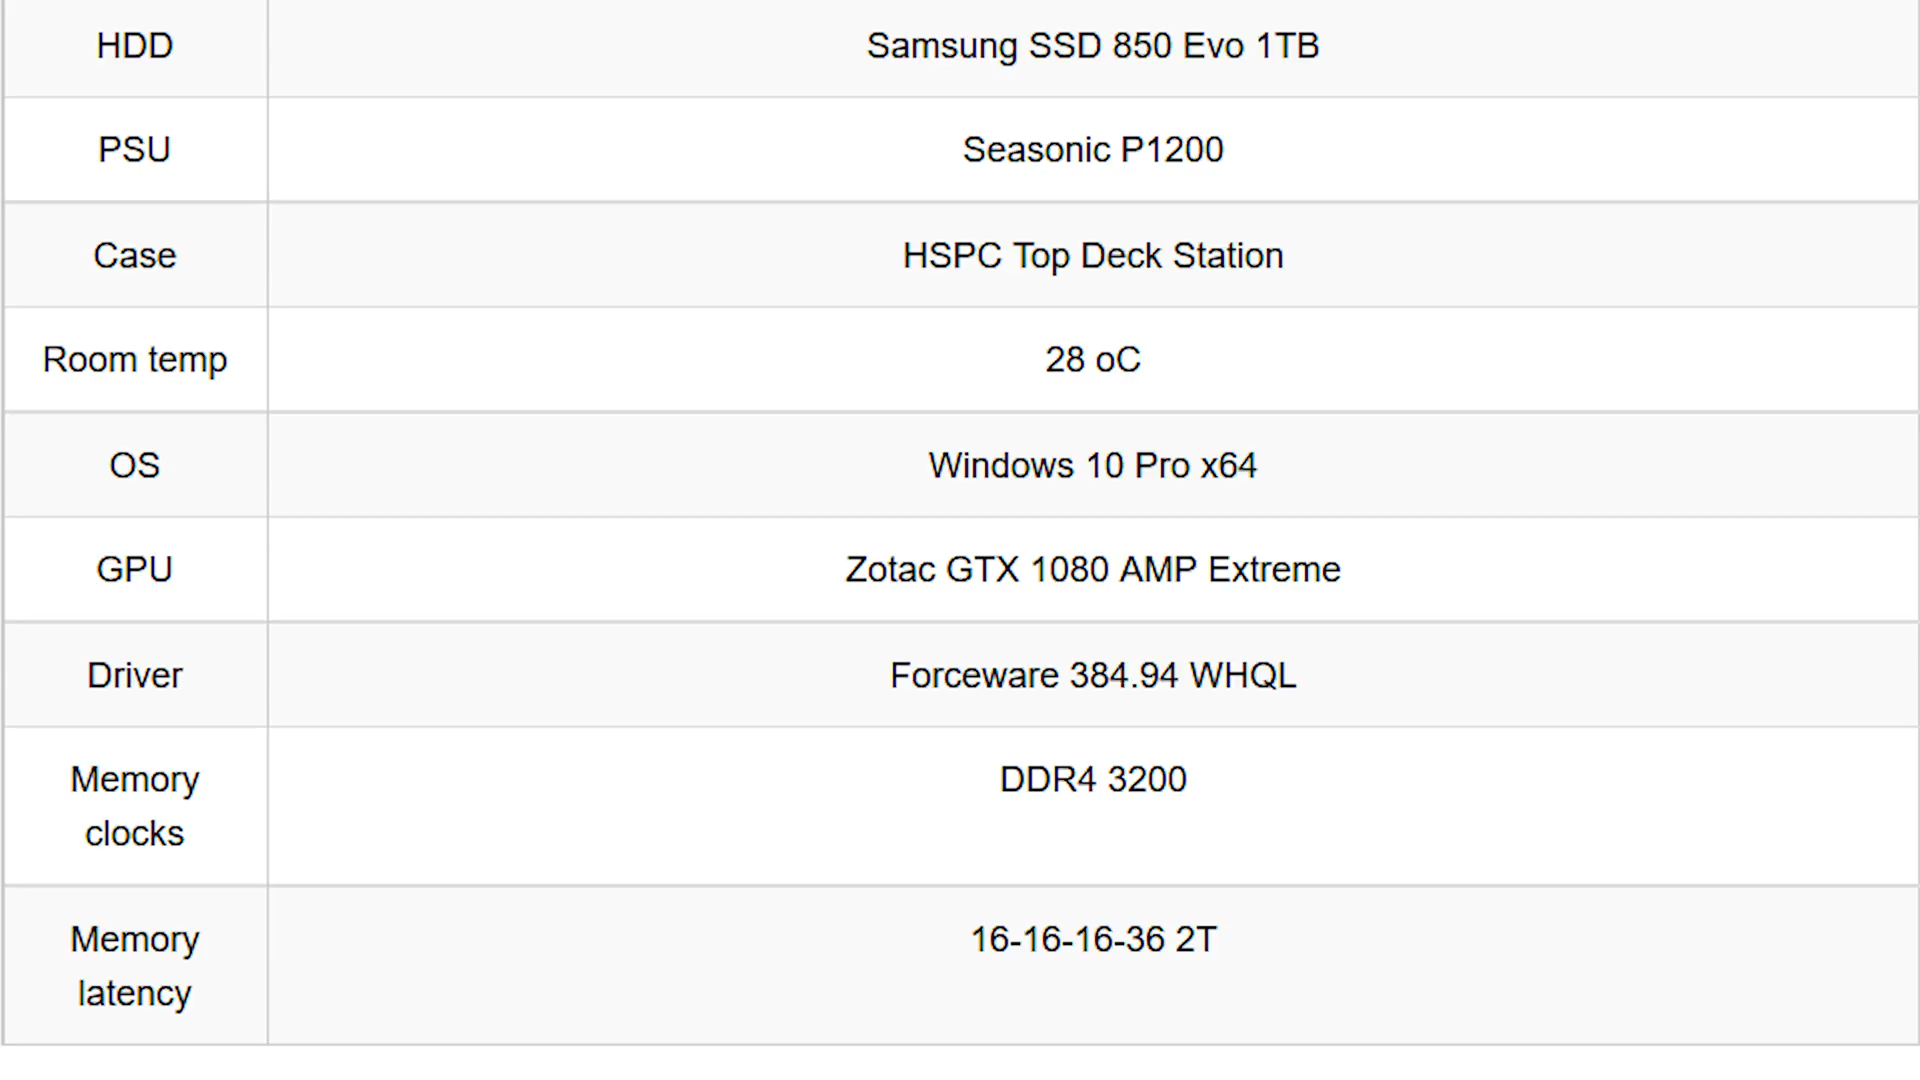 HDD Samsung SSD 850 Evo 1TB
PSU Seasonic P1200
Case HSPC Top Deck Station
Room temp 28 oC
OS Windows 10 Pro x64
GPU Zotac GTX 1080 AMP Extreme
Driver Forceware 384.94 WHQL
Memory DDR4 3200
clocks
Memory 16-16-16-36 2T
latency